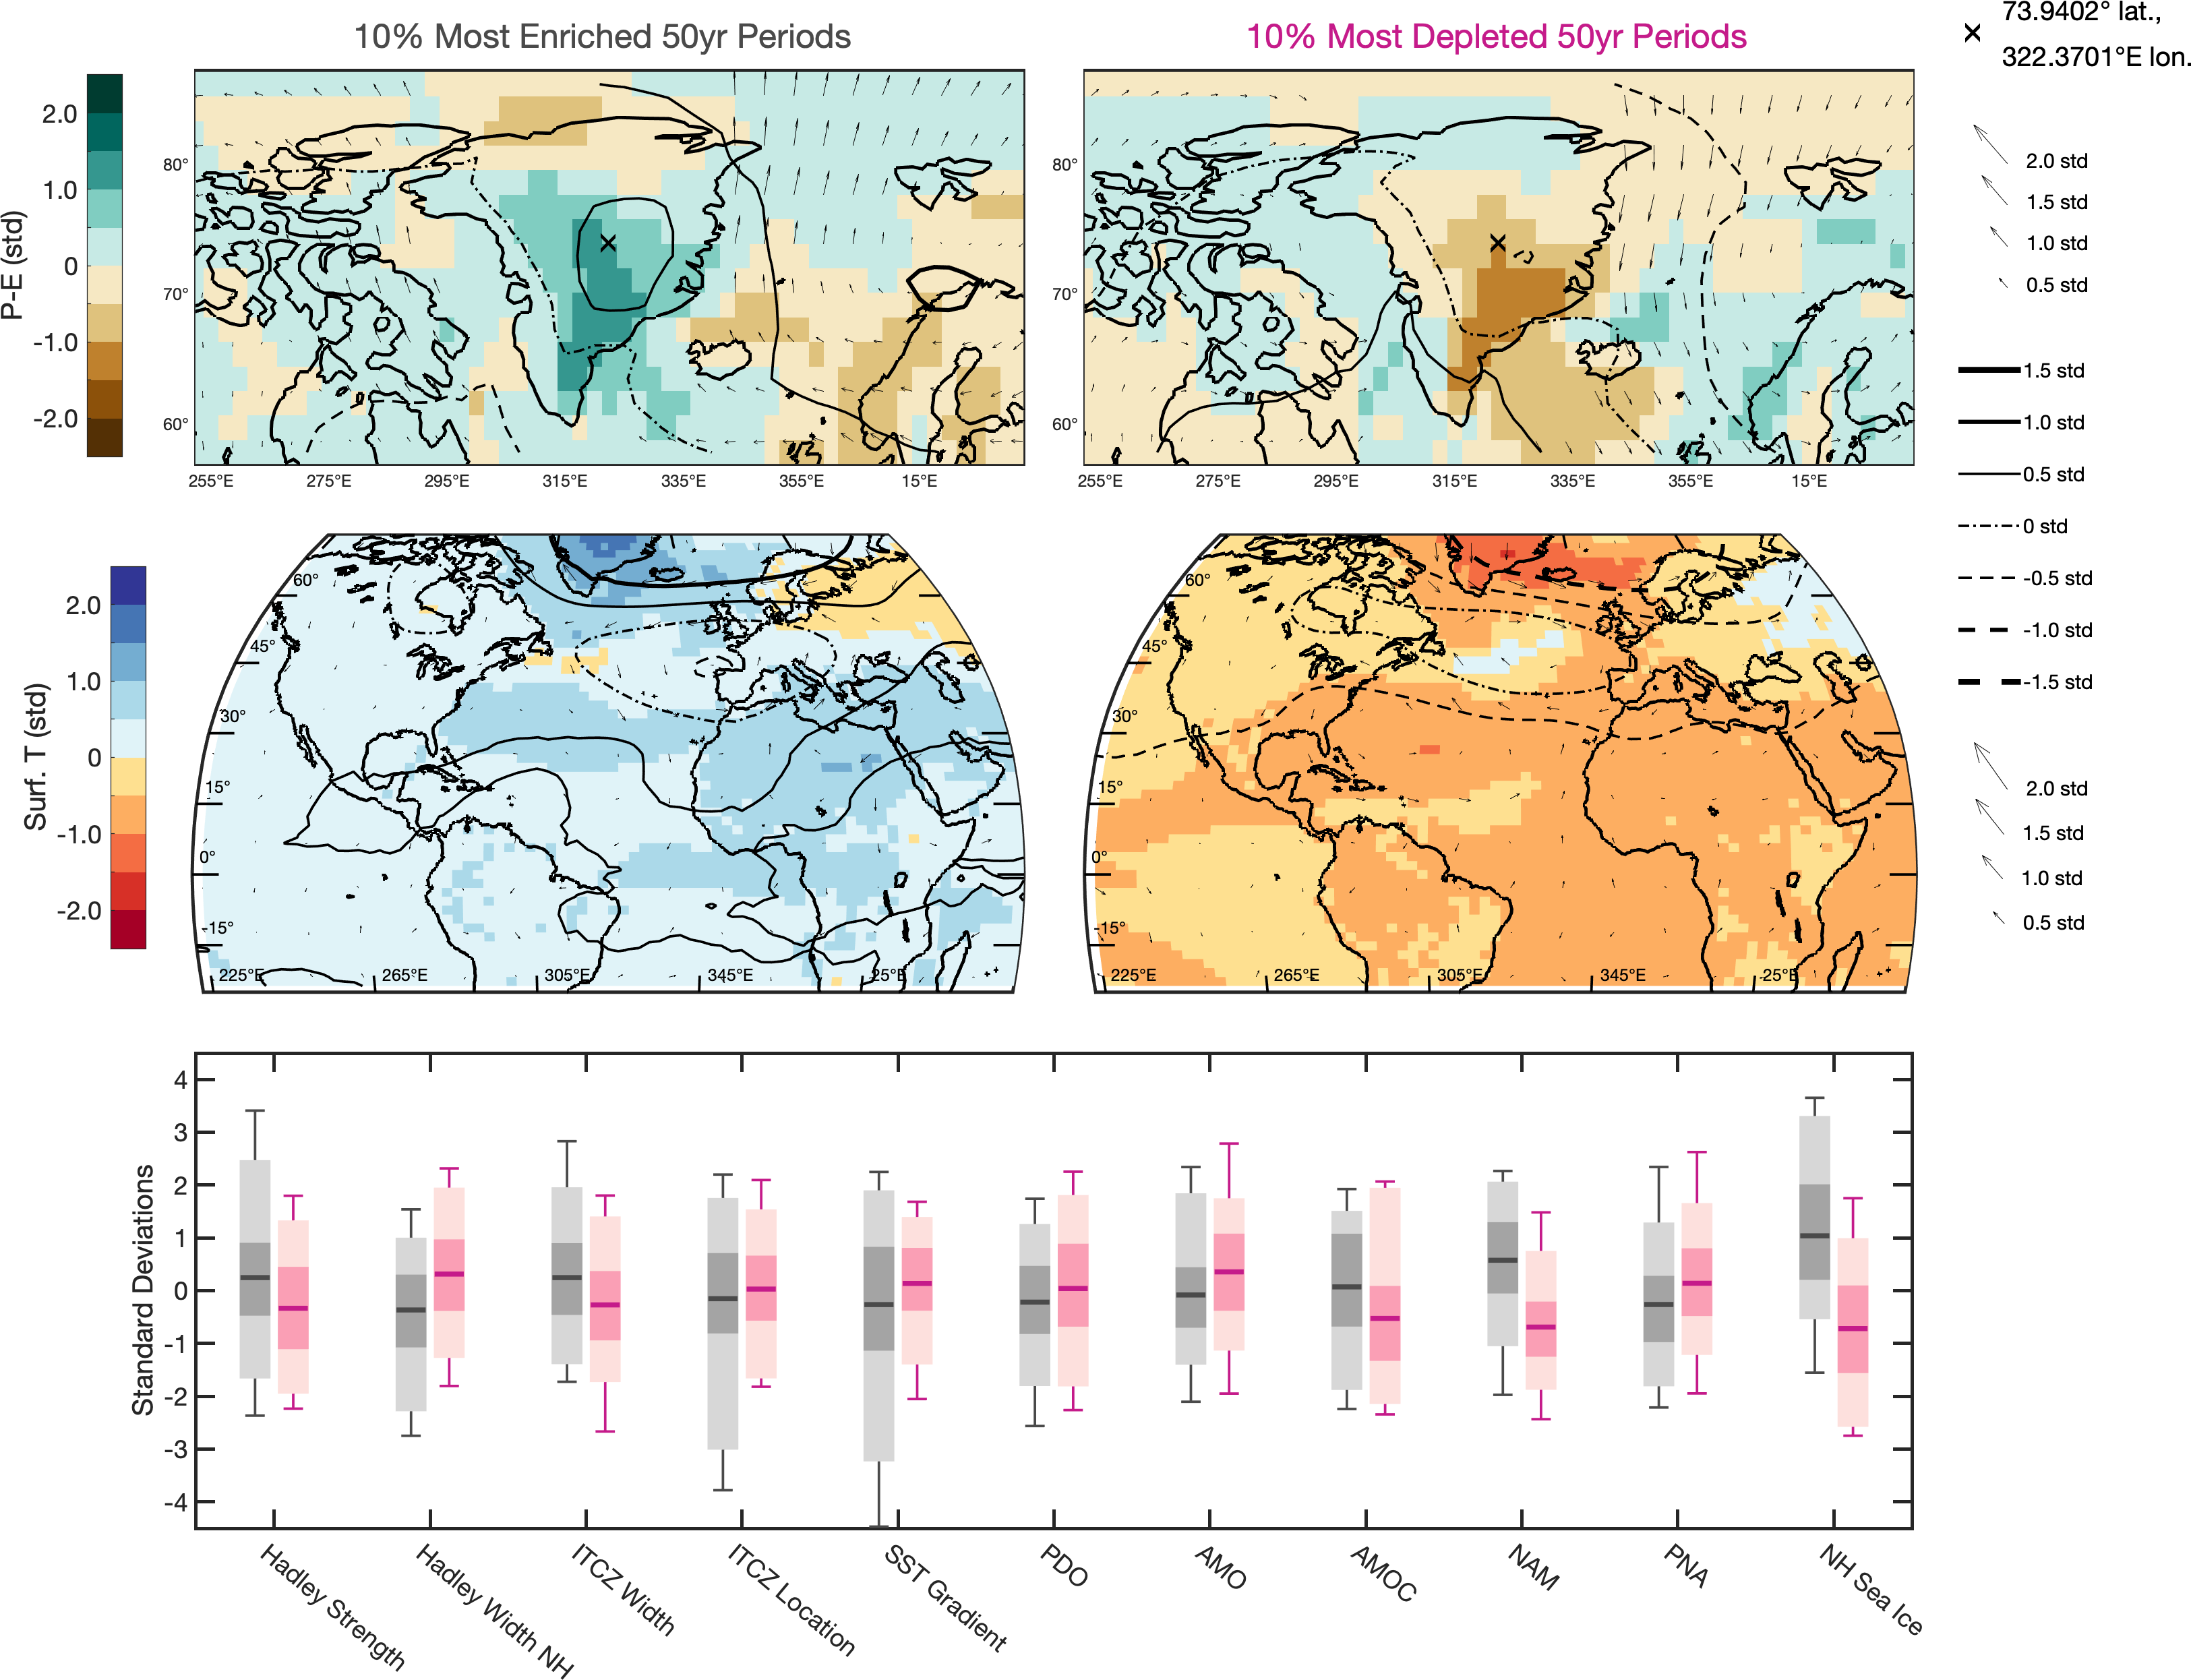 10% Most Enriched 50yr Periods
10% Most Depleted 50yr Periods
73.9402° lat.,
322.3701°E lon.
P-E (std)
2.0
1.0
0
-1.0
-2.0
80°
70°
60°
255°E 275°E 295°E 315°E 335°E 355°E 15°E
80°
70°
60°
255°E 275°E 295°E 315°E 335°E 355°E 15°E
2.0 std
1.5 std
1.0 std
0.5 std
1.5 std
1.0 std
0.5 std
0 std
-0.5 std
-1.0 std
-1.5 std
Surf. T (std)
2.0
1.0
0
-1.0
-2.0
60°
45°
30°
15°
0°
-15°
225°E 265°E 305°E 345°E 25°E
60°
45°
30°
15°
0°
-15°
225°E 265°E 305°E 345°E 25°E
2.0 std
1.5 std
1.0 std
0.5 std
Standard Deviations
4
3
2
1
0
-1
-2
-3
-4
Hadley Strength
Hadley Width NH
ITCZ Width
ITCZ Location
SST Gradient
PDO
AMO
AMOC
NAM
PNA
NH Sea Ice